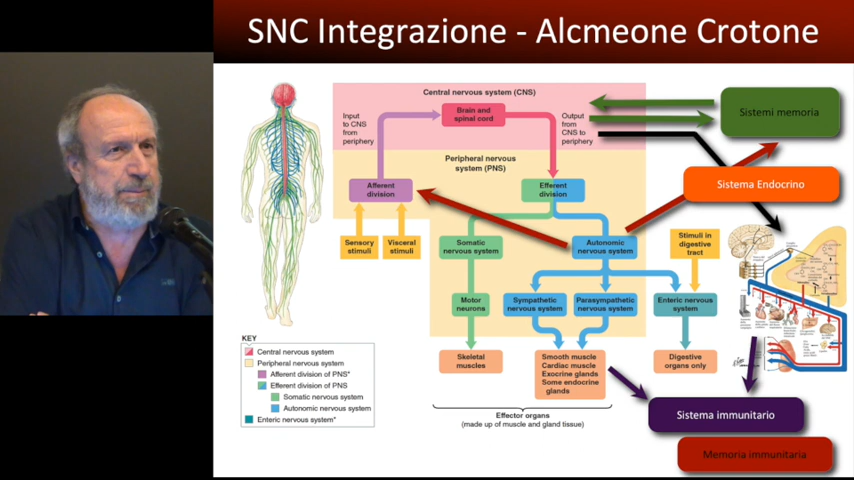 SNC Integrazione - Alcmeone Crotone
Central nervous system (CNS)
Brain and
spinal cord
Input
to CNS
from
periphery
Output
from
CNS to
periphery
Sistemi memoria
Peripheral nervous
system (PNS)
Sistema Endocrino
Afferent
division
Efferent
division
Sensory
stimuli
Visceral
stimuli
Somatic
nervous system
Autonomic
nervous system
Stimuli in
digestive
tract
Motor
neurons
Sympathetic
nervous system
Parasympathetic
nervous system
Enteric nervous
system
Skeletal
muscles
Smooth muscle
Cardiac muscle
Exocrine glands
Some endocrine
glands
Digestive
organs only
Effector organs
(made up of muscle and gland tissue)
KEY
Central nervous system
Peripheral nervous system
Afferent division of PNS*
Efferent division of PNS
Somatic nervous system
Autonomic nervous system
Enteric nervous system*
Sistema immunitario
Memoria immunitaria